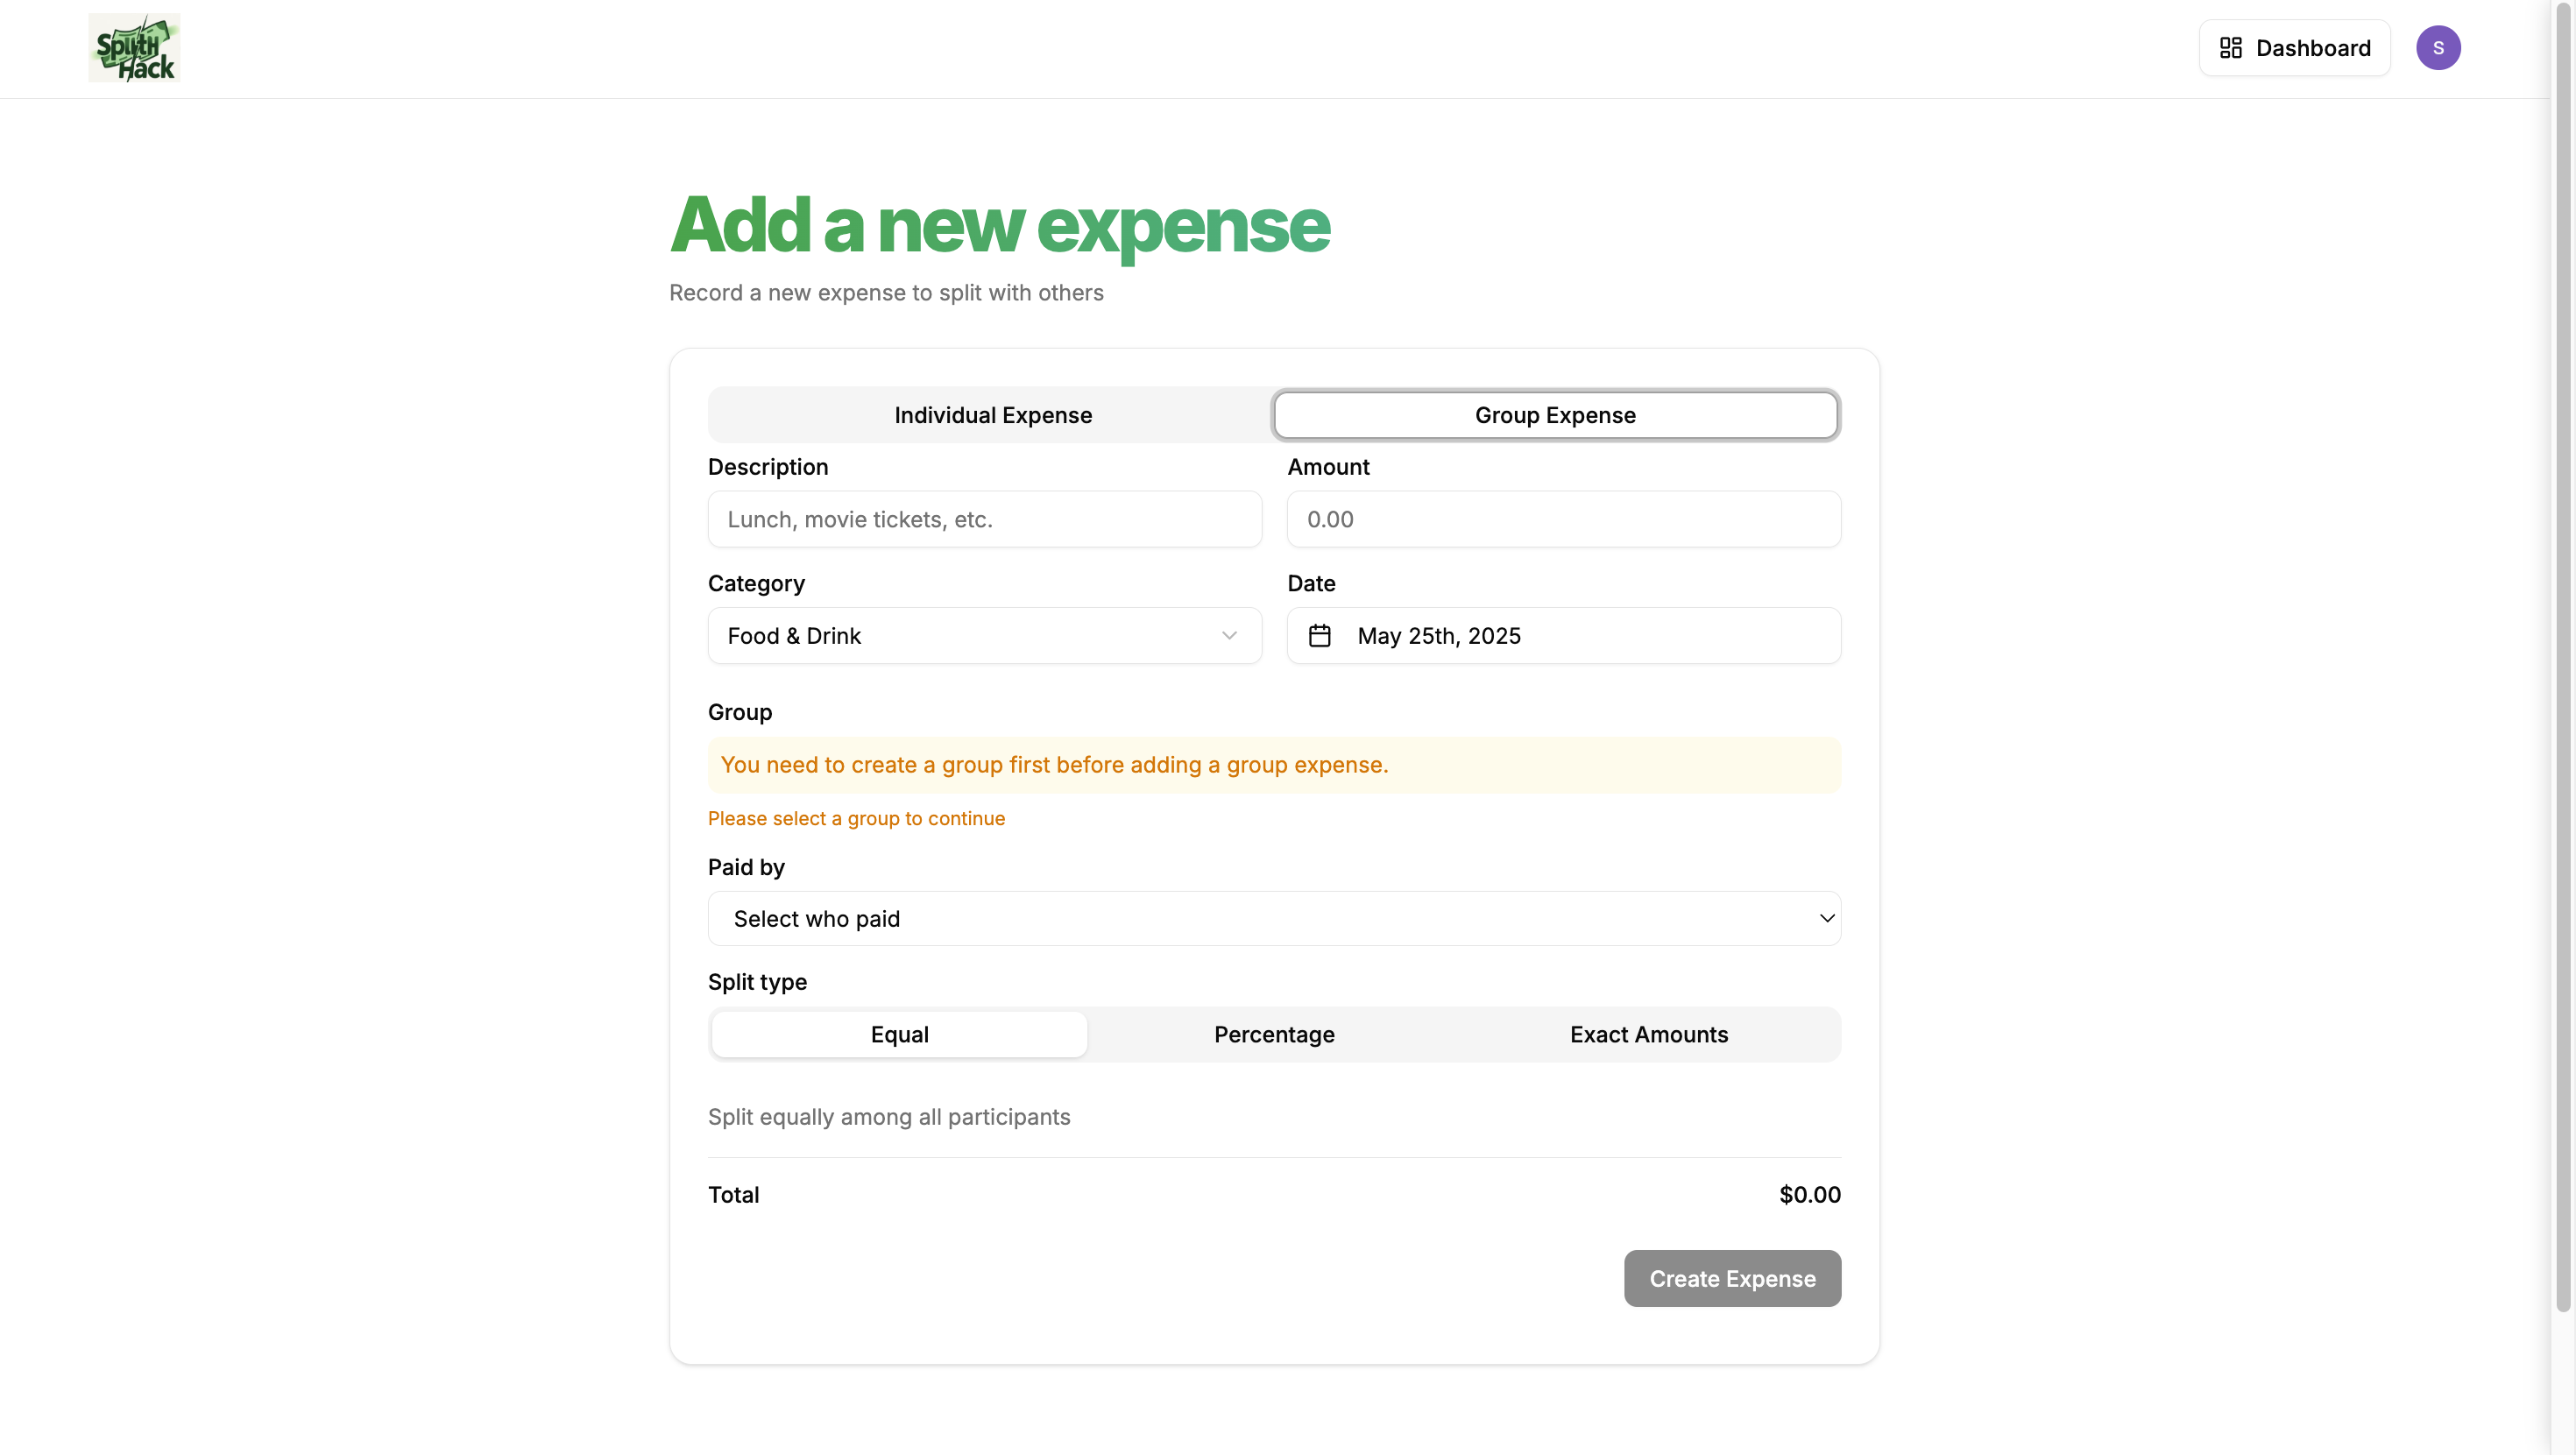 SplitH
Hack
Dashboard
S
Add a new expense
Record a new expense to split with others
Individual Expense
Group Expense
Description
Amount
Lunch, movie tickets, etc.
0.00
Category
Date
Food & Drink
May 25th, 2025
Group
You need to create a group first before adding a group expense.
Please select a group to continue
Paid by
Select who paid
Split type
Equal
Percentage
Exact Amounts
Split equally among all participants
Total
$0.00
Create Expense